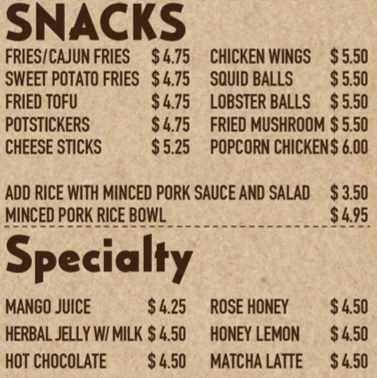 SNACKS
FRIES/CAJUN FRIES $ 4.75 CHICKEN WINGS $ 5.50
SWEET POTATO FRIES $ 4.75 SQUID BALLS $ 5.50
FRIED TOFU $ 4.75 LOBSTER BALLS $ 5.50
POTSTICKERS $ 4.75 FRIED MUSHROOM $ 5.50
CHEESE STICKS $ 5.25 POPCORN CHICKEN $ 6.00
ADD RICE WITH MINCED PORK SAUCE AND SALAD $ 3.50
MINCED PORK RICE BOWL $ 4.95
Specialty
MANGO JUICE $ 4.25 ROSE HONEY $ 4.50
HERBAL JELLY W/ MILK $ 4.50 HONEY LEMON $ 4.50
HOT CHOCOLATE $ 4.50 MATCHA LATTE $ 4.50